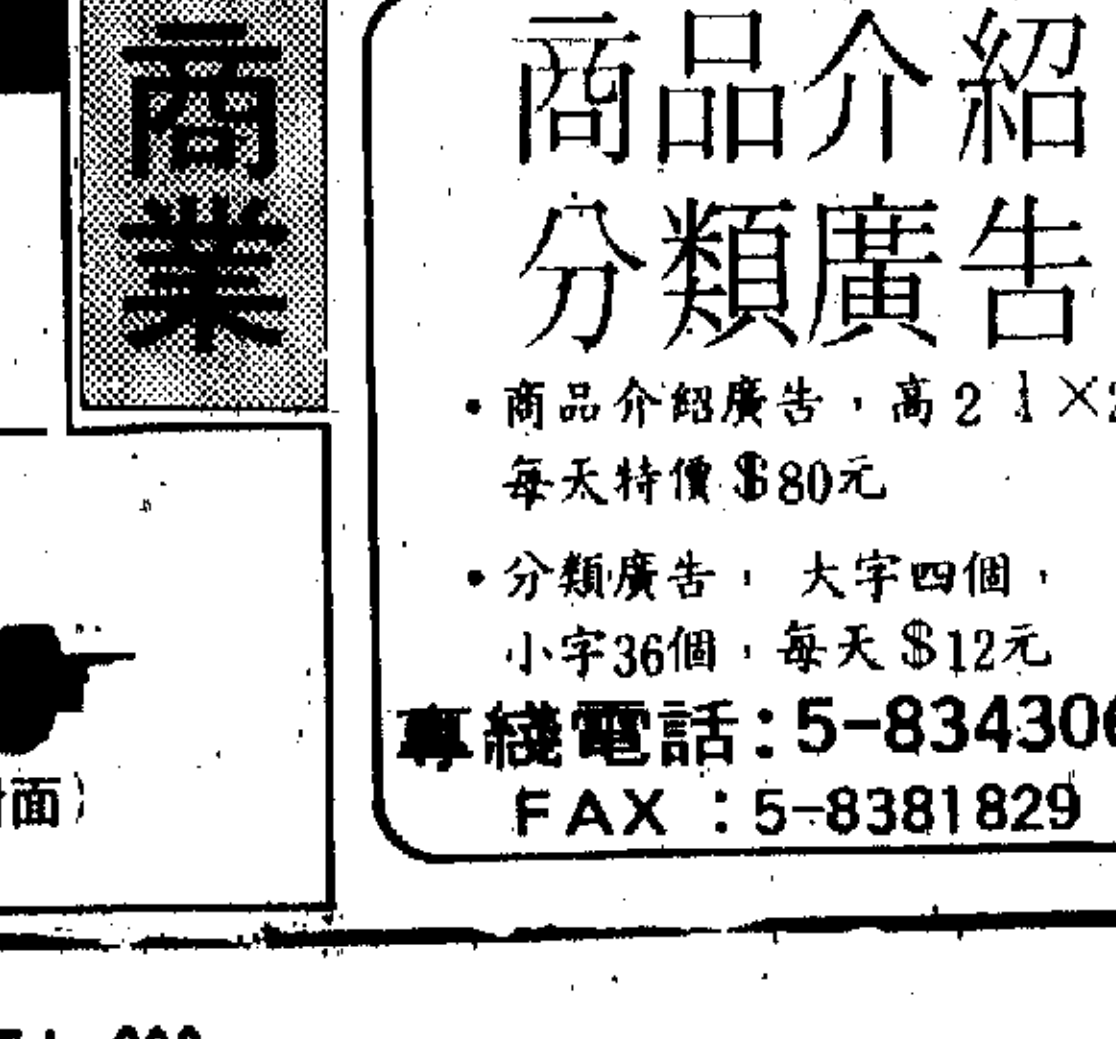 商業
商品介紹
分類廣告
•商品介紹廣告，高2
每天特價$80元
•分類廣告，大字四個，
小字36個，每天$12元
專綫電話:5-834306
FAX :5-8381829
面)